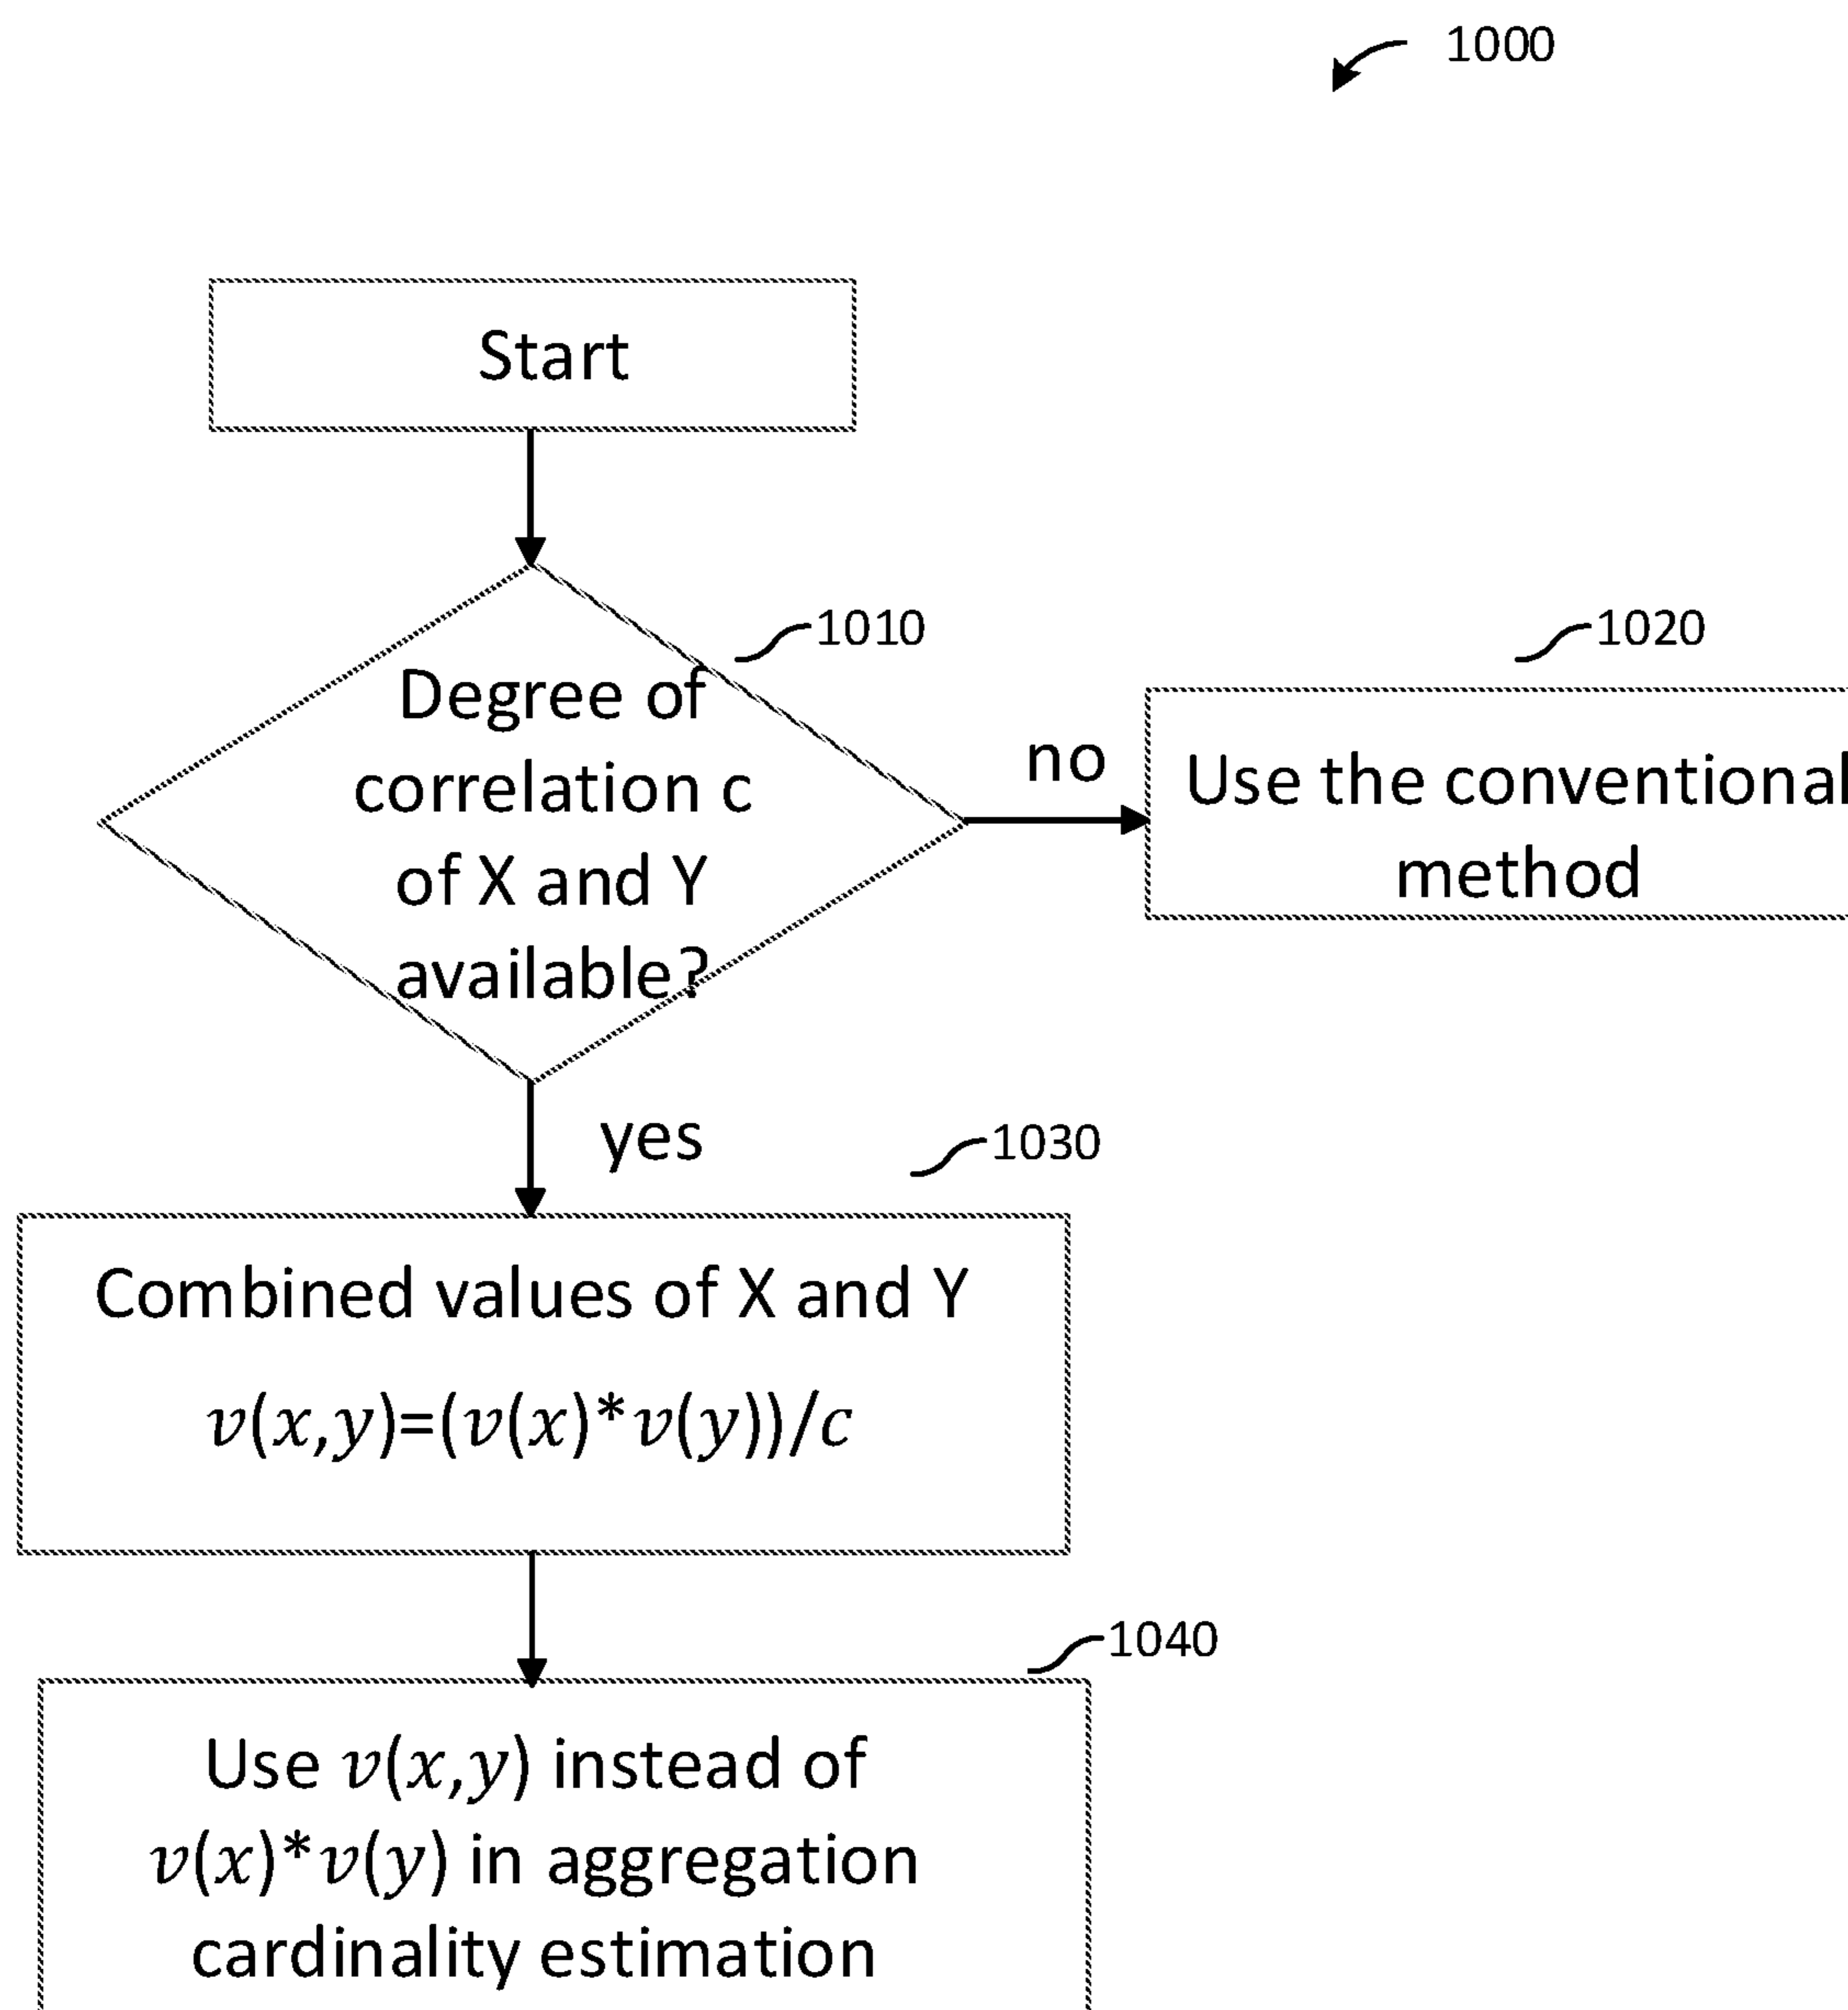 1000
Start
1010
Degree of
correlation c
of X and Y
available?
no
1020
Use the conventional
method
yes
1030
Combined values of X and Y
v(x,y)=(v(x)*v(y))/c
1040
Use v(x,y) instead of
v(x)*v(y) in aggregation
cardinality estimation